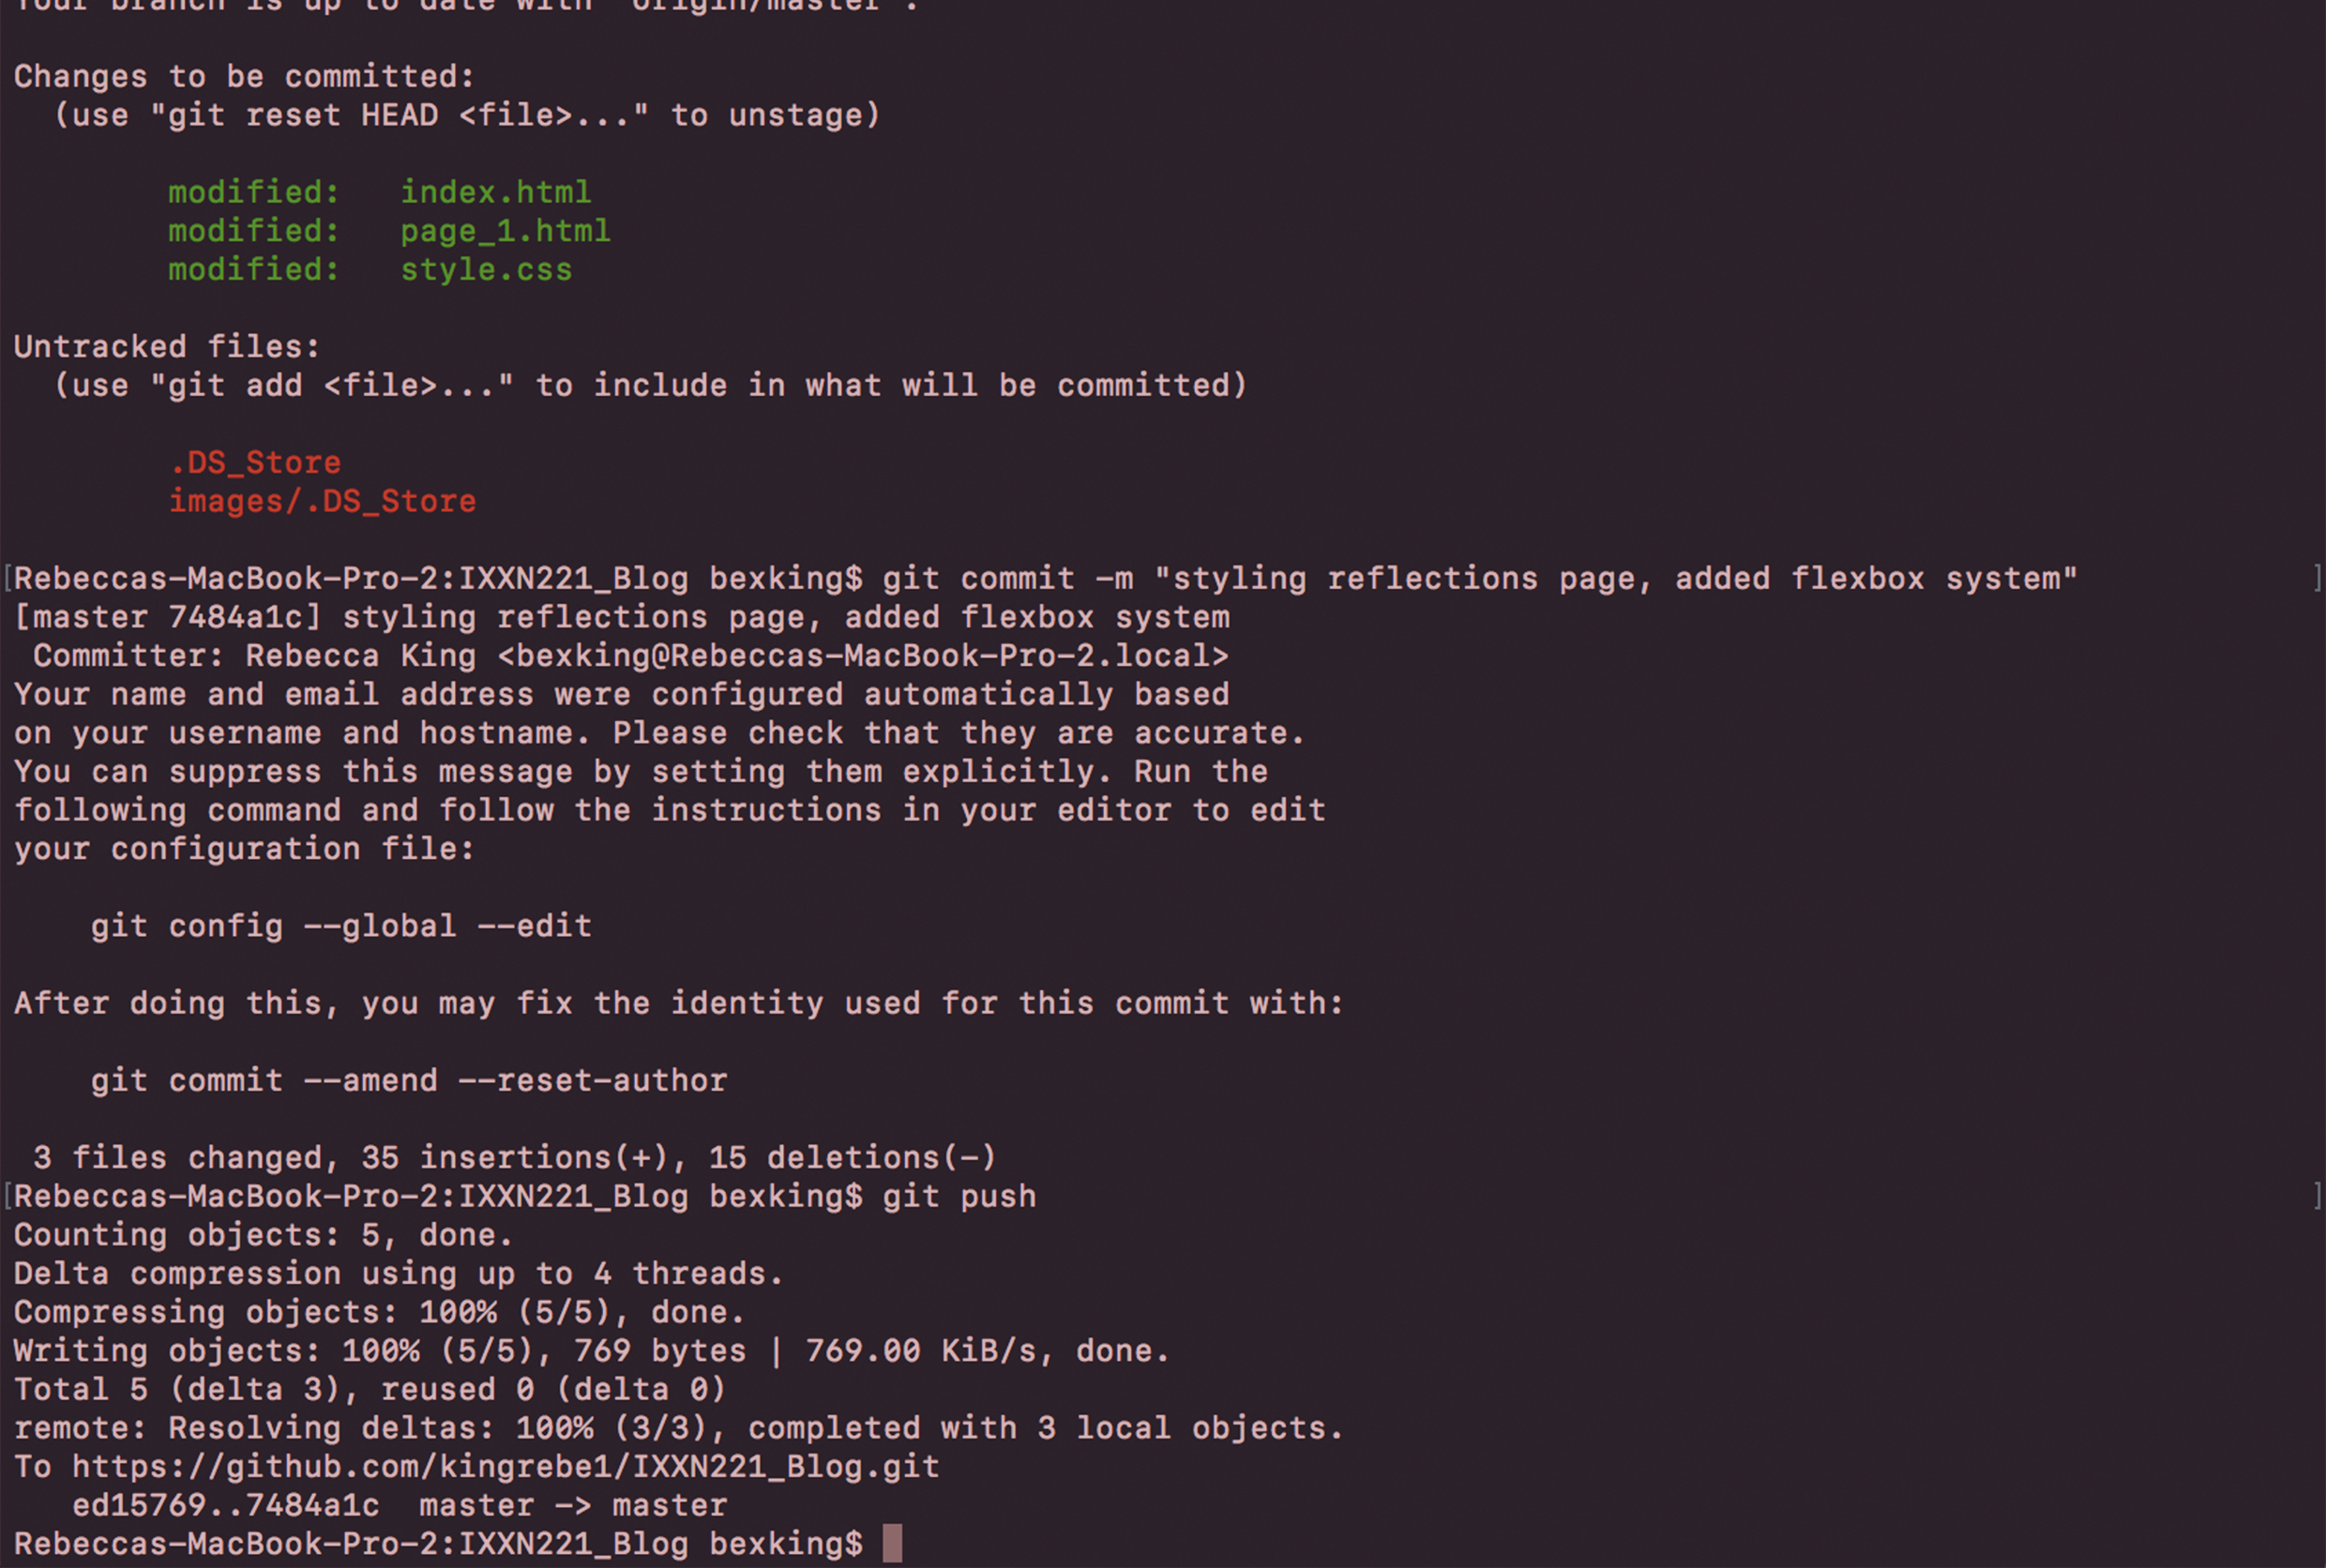 Your branch is up to date with 'origin/master'.
Changes to be committed:
  (use "git reset HEAD <file>..." to unstage)
        modified:   index.html
        modified:   page_1.html
        modified:   style.css
Untracked files:
  (use "git add <file>..." to include in what will be committed)
        .DS_Store
        images/.DS_Store
[Rebeccas-MacBook-Pro-2:IXXN221_Blog bexking$ git commit -m "styling reflections page, added flexbox system" ]
[master 7484a1c] styling reflections page, added flexbox system
 Committer: Rebecca King <bexking@Rebeccas-MacBook-Pro-2.local>
Your name and email address were configured automatically based
on your username and hostname. Please check that they are accurate.
You can suppress this message by setting them explicitly. Run the
following command and follow the instructions in your editor to edit
your configuration file:
    git config --global --edit
After doing this, you may fix the identity used for this commit with:
    git commit --amend --reset-author
 3 files changed, 35 insertions(+), 15 deletions(-)
[Rebeccas-MacBook-Pro-2:IXXN221_Blog bexking$ git push ]
Counting objects: 5, done.
Delta compression using up to 4 threads.
Compressing objects: 100% (5/5), done.
Writing objects: 100% (5/5), 769 bytes | 769.00 KiB/s, done.
Total 5 (delta 3), reused 0 (delta 0)
remote: Resolving deltas: 100% (3/3), completed with 3 local objects.
To https://github.com/kingrebe1/IXXN221_Blog.git
   ed15769..7484a1c  master -> master
Rebeccas-MacBook-Pro-2:IXXN221_Blog bexking$